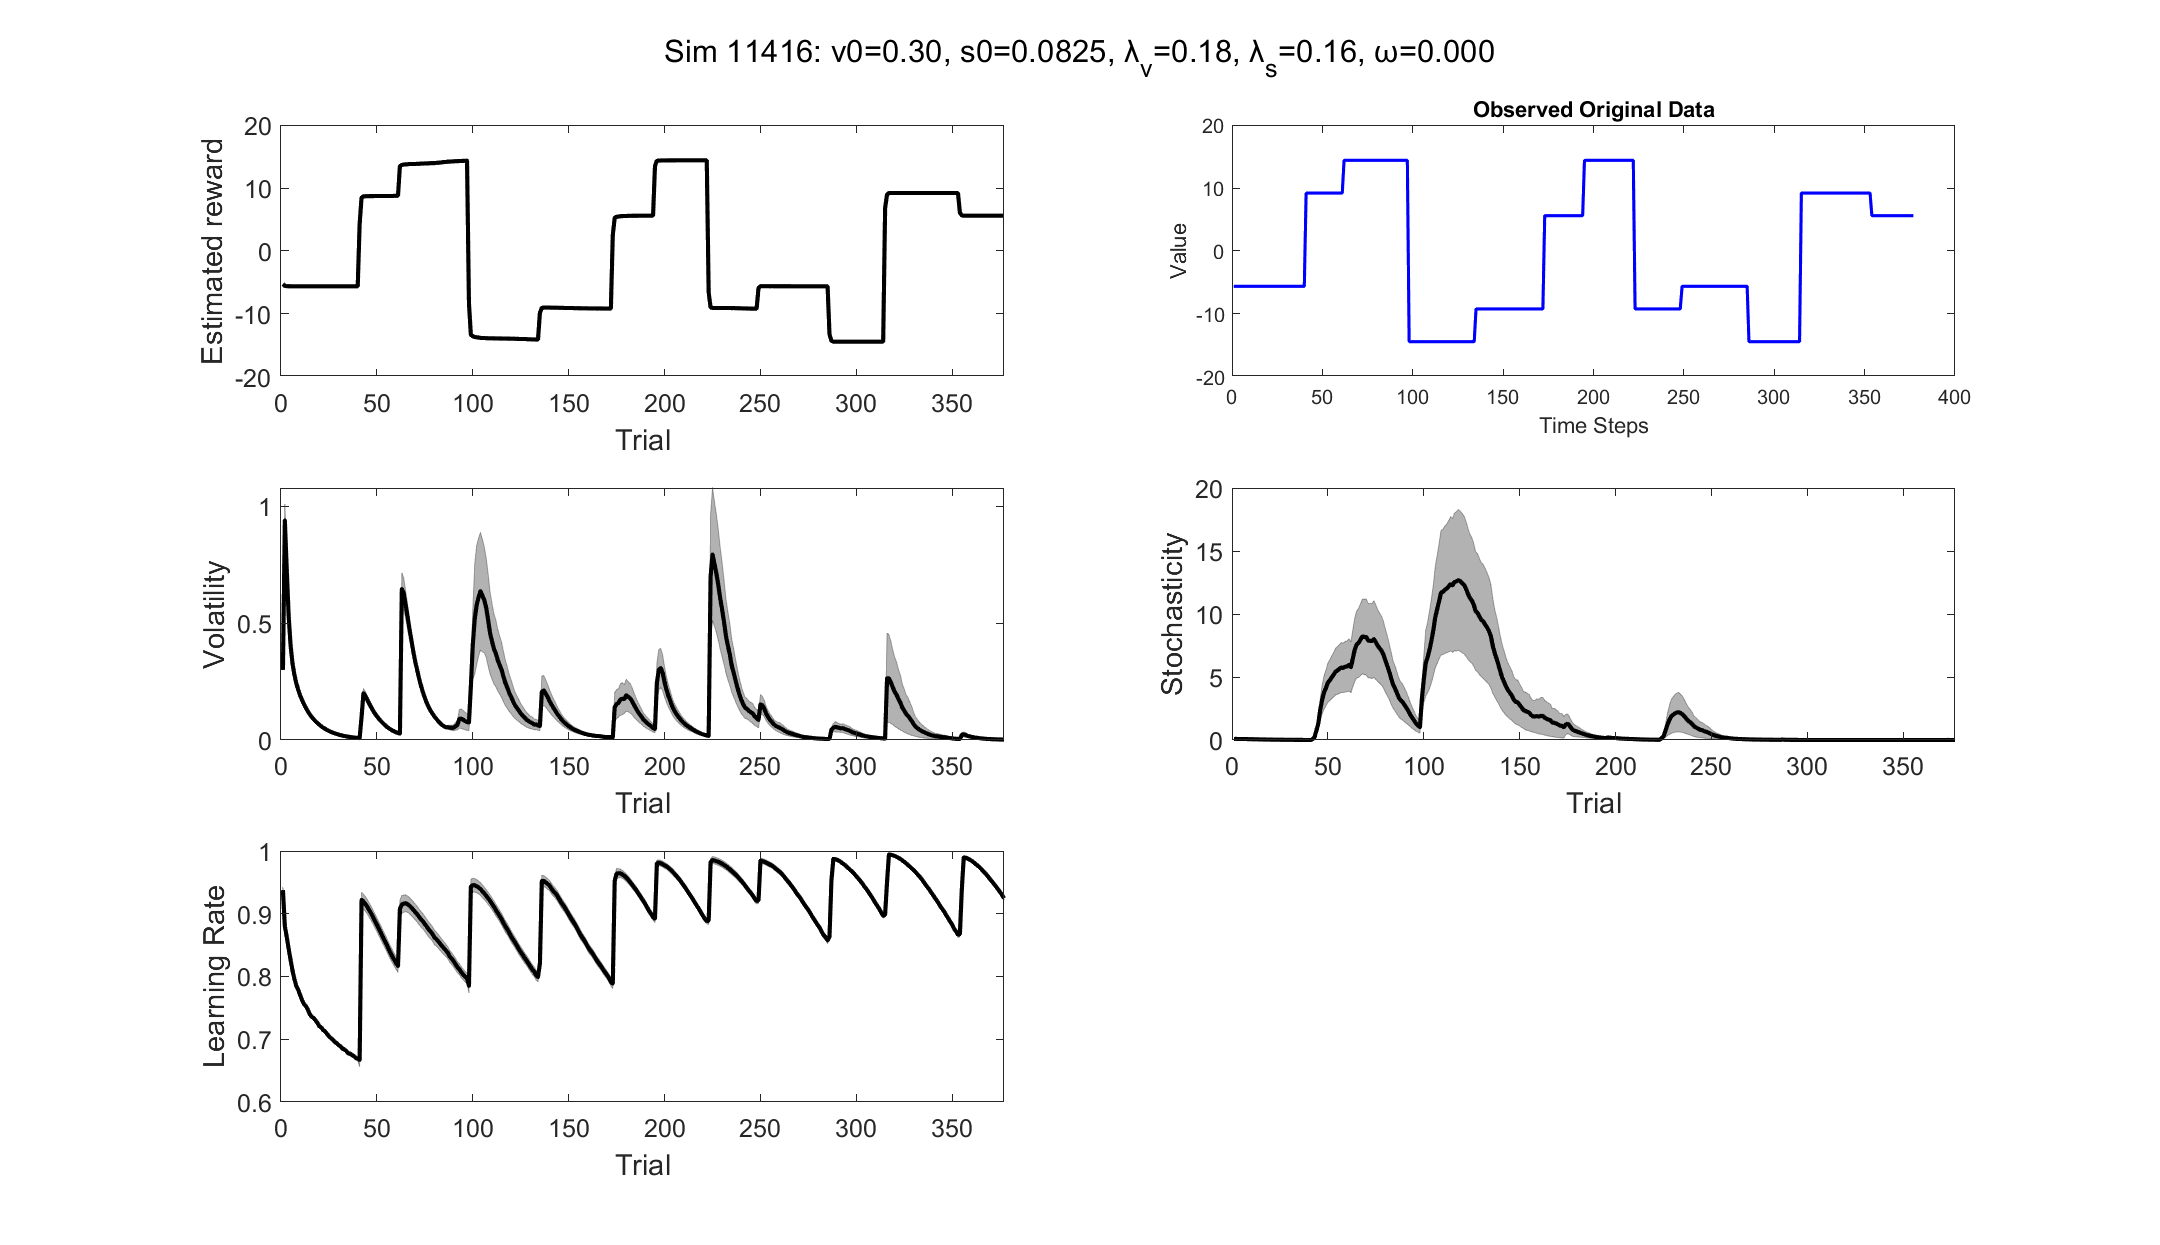 Sim 11416: v0=0.30, s0=0.0825, λv=0.18, λs=0.16, ω=0.000
Estimated reward
20
10
0
-10
-20
0 50 100 150 200 250 300 350
Trial
Observed Original Data
Value
20
10
0
-10
-20
0 50 100 150 200 250 300 350 400
Time Steps
Volatility
1
0.5
0
0 50 100 150 200 250 300 350
Trial
Stochasticity
20
15
10
5
0
0 50 100 150 200 250 300 350
Trial
Learning Rate
1
0.9
0.8
0.7
0.6
0 50 100 150 200 250 300 350
Trial